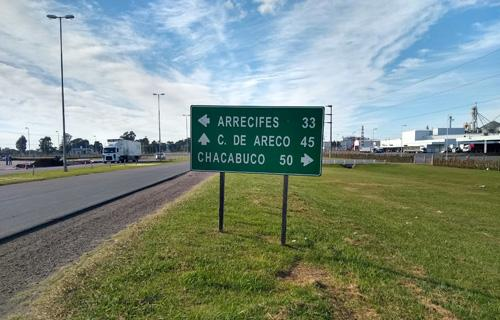 ARRECIFES 33
C. DE ARECO 45
CHACABUCO 50